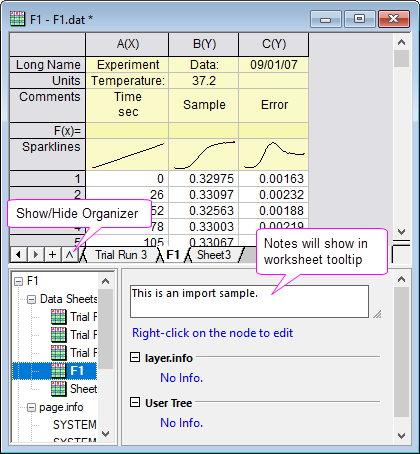 F1 - F1.dat *
A(X) B(Y) C(Y)
Long Name Experiment Data: 09/01/07
Units Temperature: 37.2
Comments Time sec Sample Error
F(x)=
Sparklines
1 0 0.32975 0.00163
2 26 0.33097 0.00232
52 0.32563 0.00188
78 0.33003 0.00219
5 105 0.33067
Show/Hide Organizer
Notes will show in
worksheet tooltip
Trial Run 3 F1 Sheet3
F1
Data Sheets
Trial R
Trial R
Trial R
F1
Sheet
page.info
SYSTEM
SYSTEM
This is an import sample.
Right-click on the node to edit
layer.info
No Info.
User Tree
No Info.